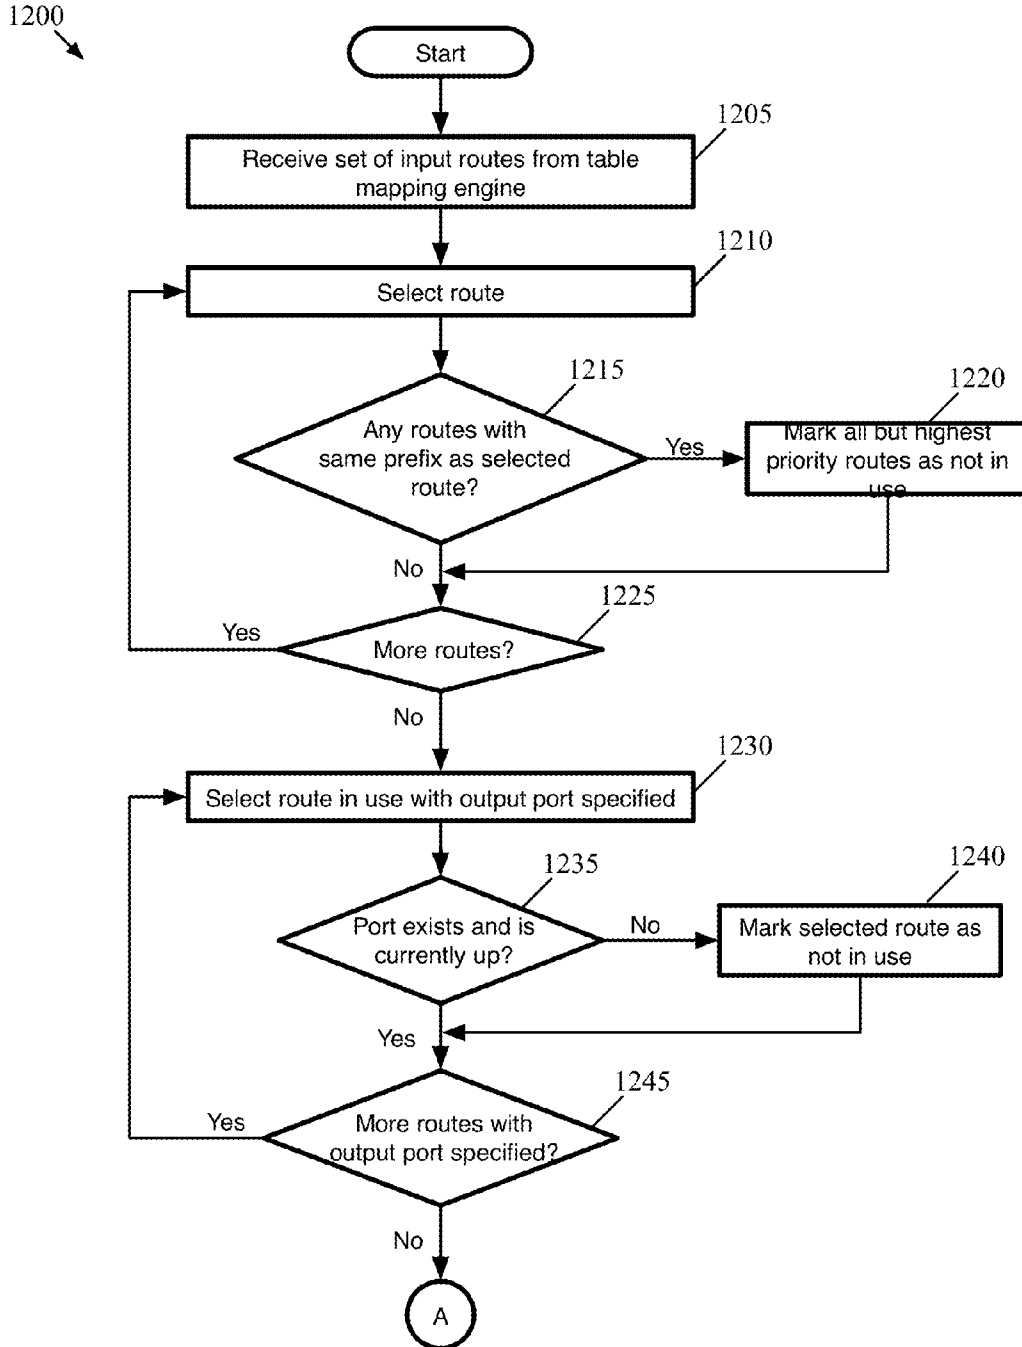 1200
Start
1205
Receive set of input routes from table
mapping engine
1210
Select route
1215
Any routes with
same prefix as selected
route?
Yes
1220
Mark all but highest
priority routes as not in
use
No
1225
More routes?
Yes
No
1230
Select route in use with output port specified
1235
Port exists and is
currently up?
No
1240
Mark selected route as
not in use
Yes
1245
More routes with
output port specified?
Yes
No
A